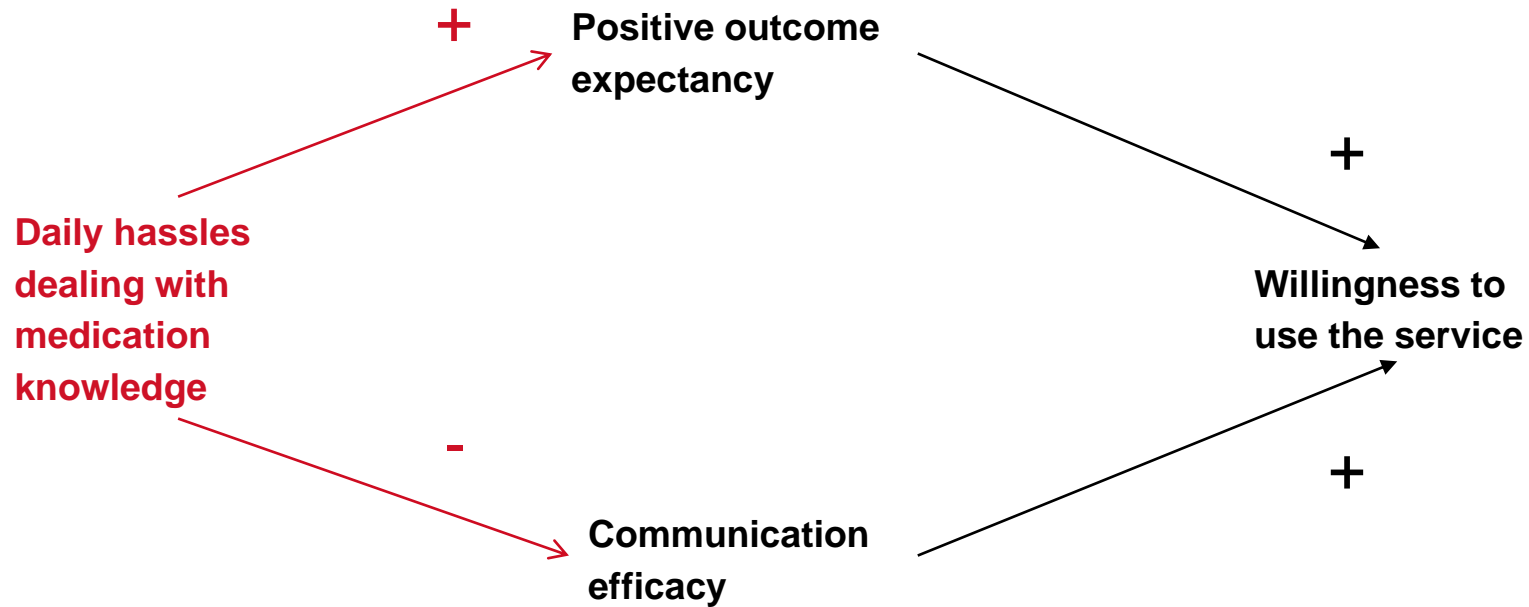 +
Positive outcome
expectancy
+
Daily hassles
dealing with
medication
knowledge
Willingness to
use the service
-
+
Communication
efficacy